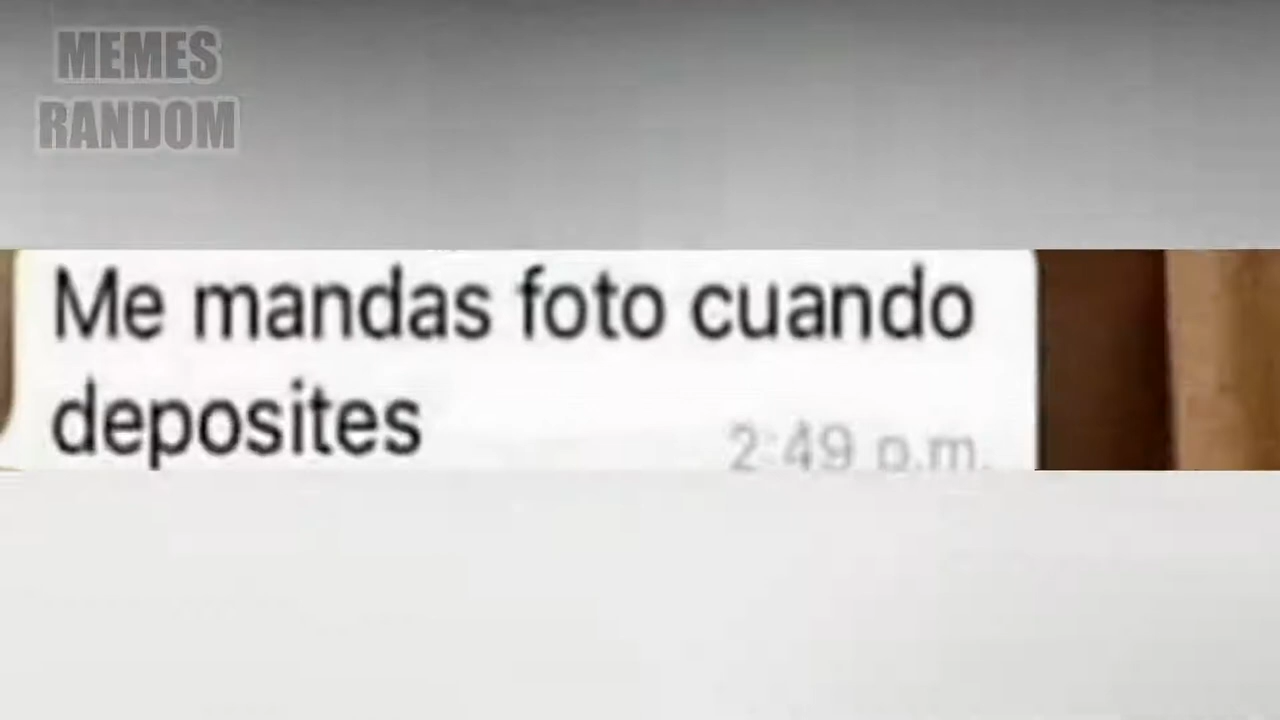 MEMES
RANDOM
Me mandas foto cuando
deposites
2:49 p.m.